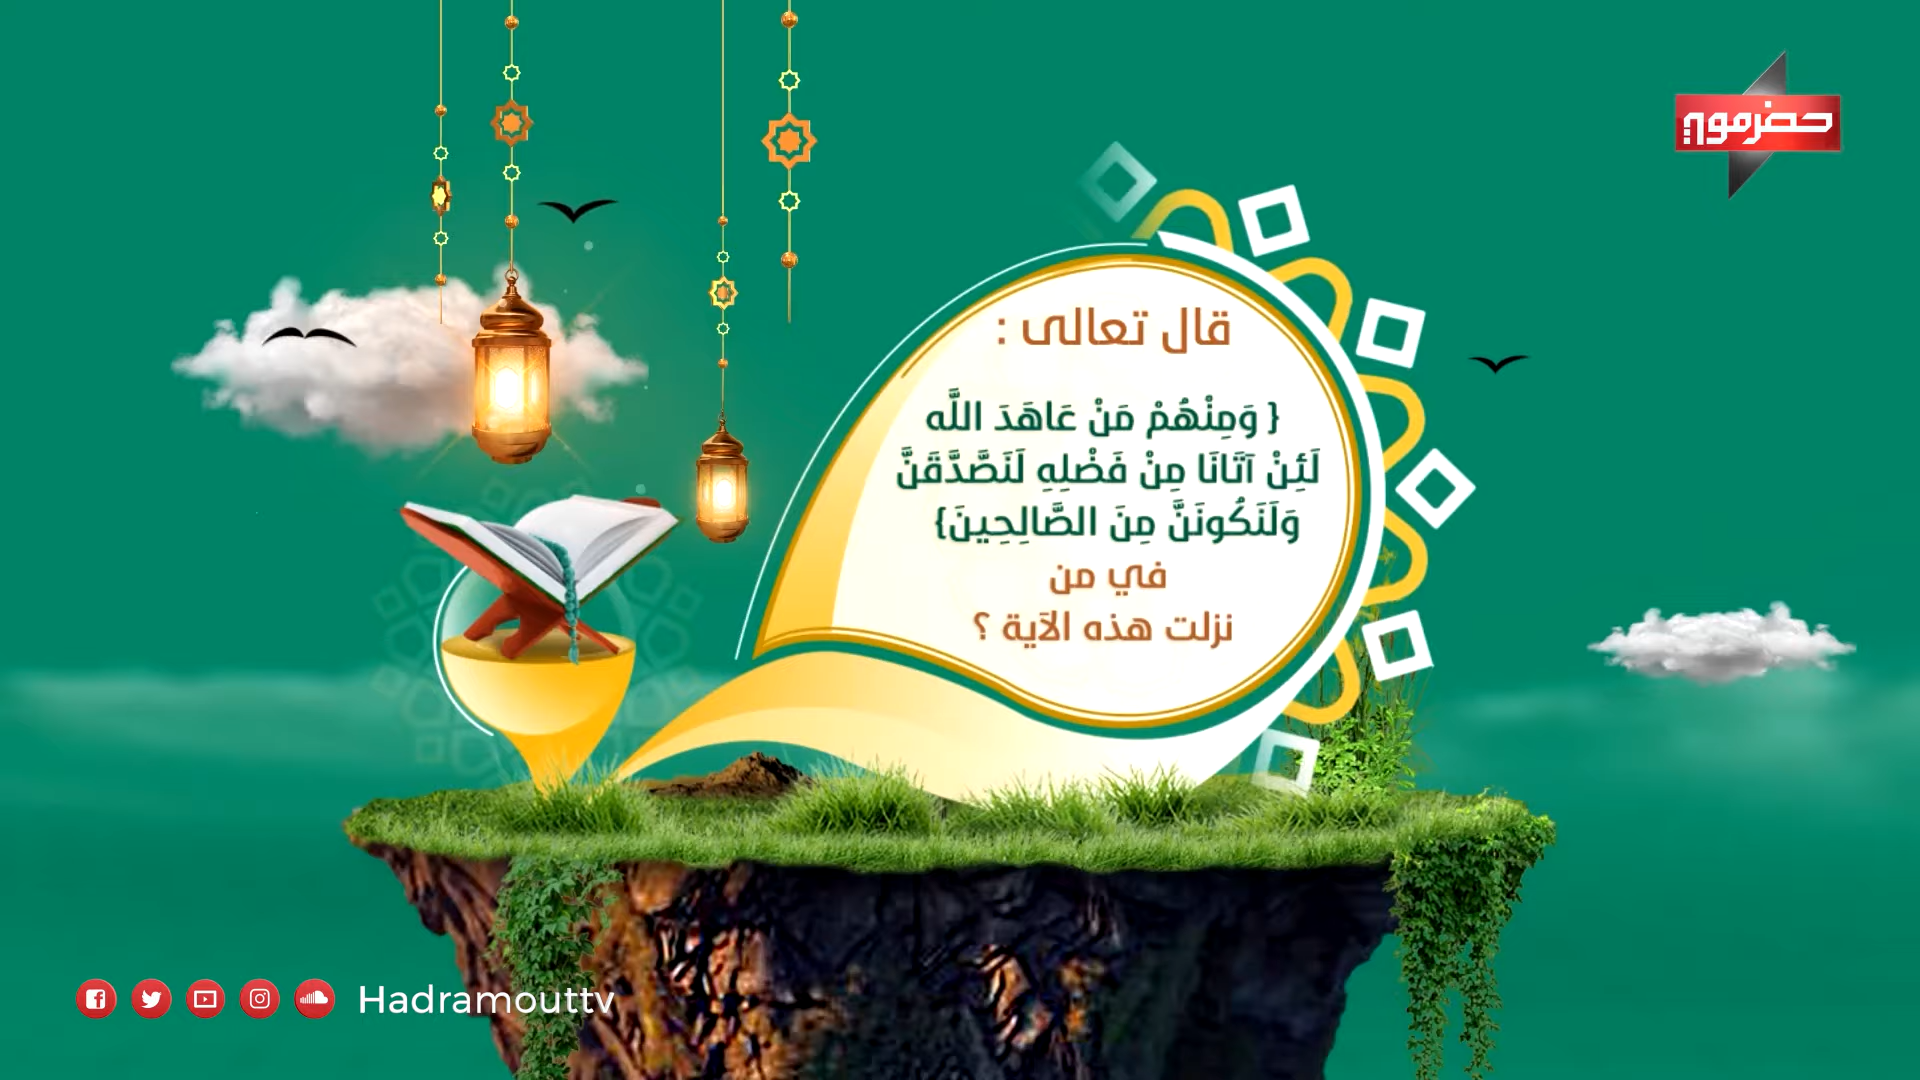 حضرموت
قال تعالى :
{ وَمِنْهُمْ مَنْ عَاهَدَ اللَّه
لَئِنْ آتَانَا مِنْ فَضْلِهِ لَنَصَّدَّقَنَّ
وَلَنَكُونَنَّ مِنَ الصَّالِحِينَ}
في من
نزلت هذه الآية ؟
Hadramouttv